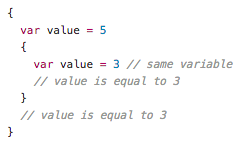 {
  var value = 5
  {
    var value = 3 // same variable
    // value is equal to 3
  }
  // value is equal to 3
}